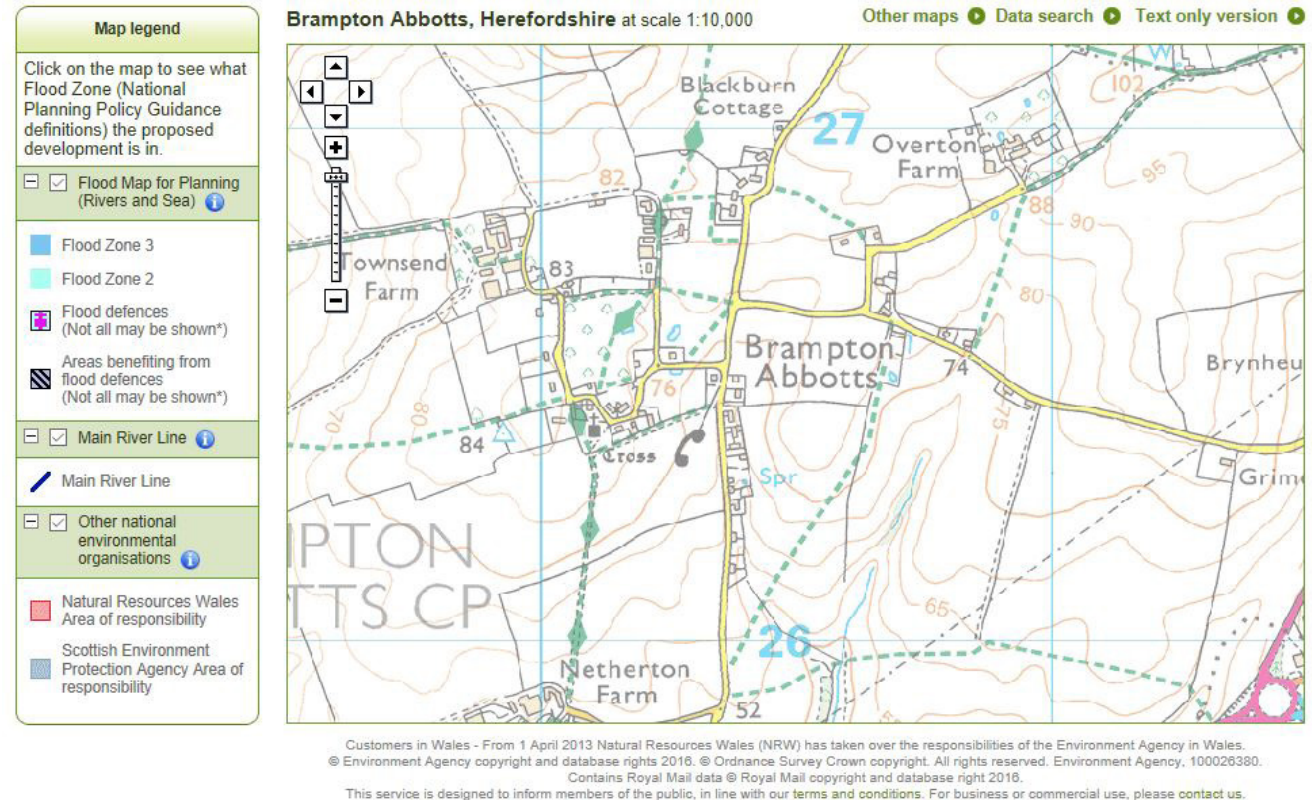 Map legend
Click on the map to see what
Flood Zone (National
Planning Policy Guidance
definitions) the proposed
development is in.
Flood Map for Planning
(Rivers and Sea)
Flood Zone 3
Flood Zone 2
Flood defences
(Not all may be shown*)
Areas benefiting from
flood defences
(Not all may be shown*)
Main River Line
Main River Line
Other national
environmental
organisations
Natural Resources Wales
Area of responsibility
Scottish Environment
Protection Agency Area of
responsibility
Brampton Abbotts, Herefordshire at scale 1:10,000
Other maps Data search Text only version
Blackburn
Cottage
27
Overton
Farm
102
95
88
90
82
83
Townsend
Farm
80
Brampton
Abbotts
74
Brynheu
76
75
70
80
84
Cross
Spr
Grim
IPTON
TTS CP
65
26
Netherton
Farm
52
Customers in Wales - From 1 April 2013 Natural Resources Wales (NRW) has taken over the responsibilities of the Environment Agency in Wales.
© Environment Agency copyright and database rights 2016. © Ordnance Survey Crown copyright. All rights reserved. Environment Agency, 100026380.
Contains Royal Mail data © Royal Mail copyright and database right 2016.
This service is designed to inform members of the public, in line with our terms and conditions. For business or commercial use, please contact us.